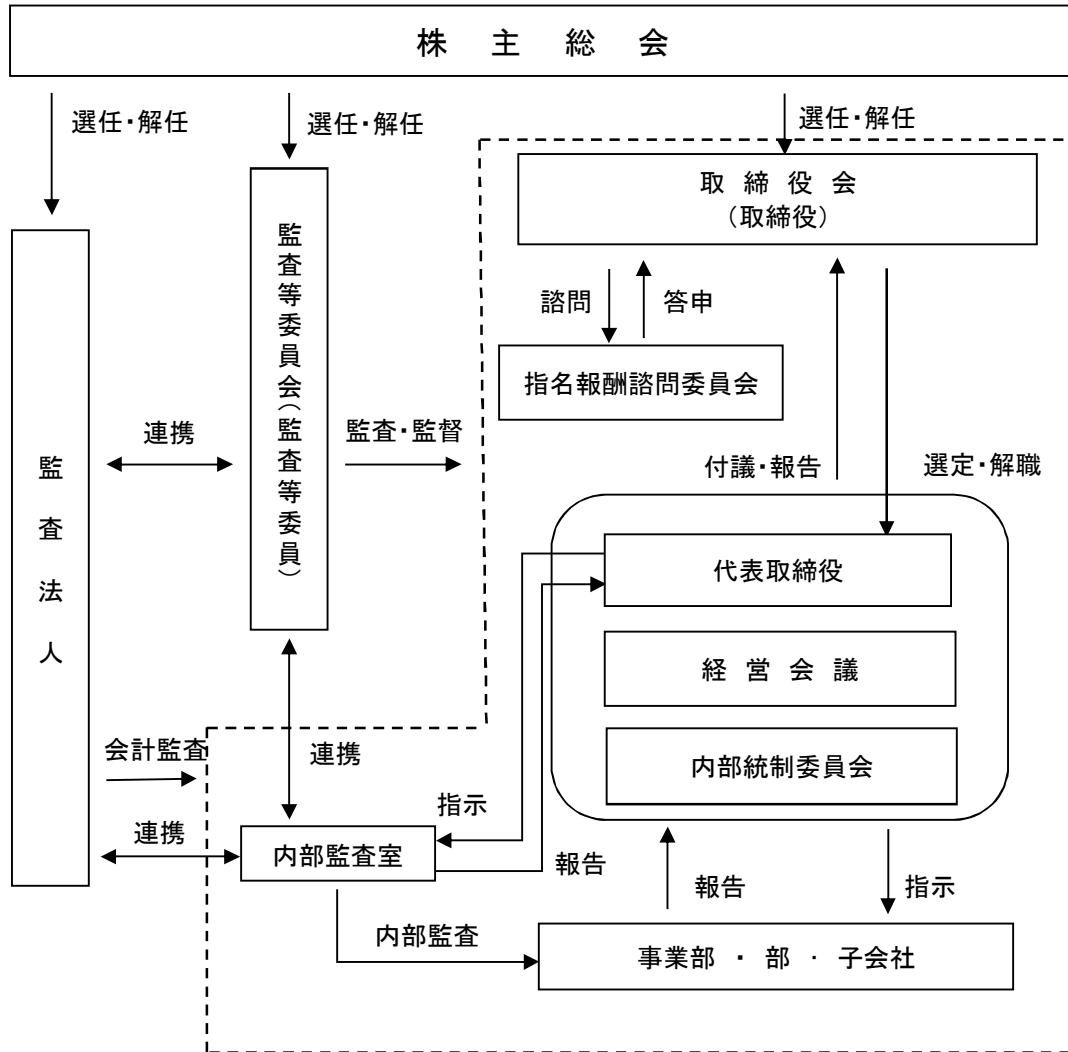 株 主 総 会
選任・解任
選任・解任
選任・解任
取 締 役 会
(取締役)
監査等委員会(監査等委員)
監査法人
諮問
答申
指名報酬諮問委員会
連携
監査・監督
付議・報告
選定・解職
代表取締役
経 営 会 議
内部統制委員会
会計監査
連携
連携
指示
内部監査室
報告
報告
指示
内部監査
事業部 ・ 部 ・ 子会社